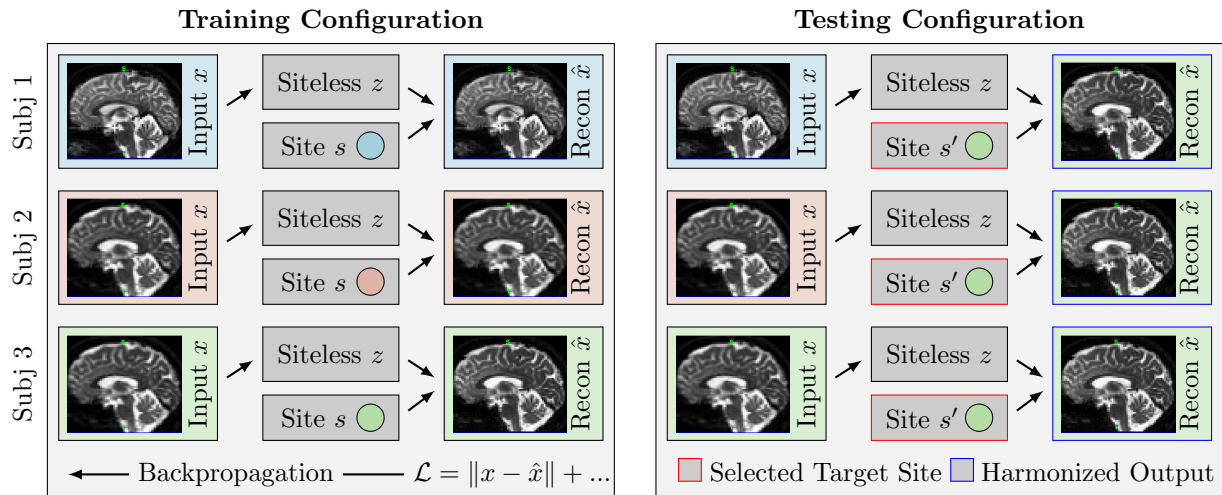 Training Configuration
Testing Configuration
Subj 1
Input x
Siteless z
Site s
Recon x̂
Input x
Siteless z
Site s′
Recon x̂
Subj 2
Input x
Siteless z
Site s
Recon x̂
Input x
Siteless z
Site s′
Recon x̂
Subj 3
Input x
Siteless z
Site s
Recon x̂
Input x
Siteless z
Site s′
Recon x̂
Backpropagation
ℒ = ‖x − x̂‖ + ...
Selected Target Site
Harmonized Output